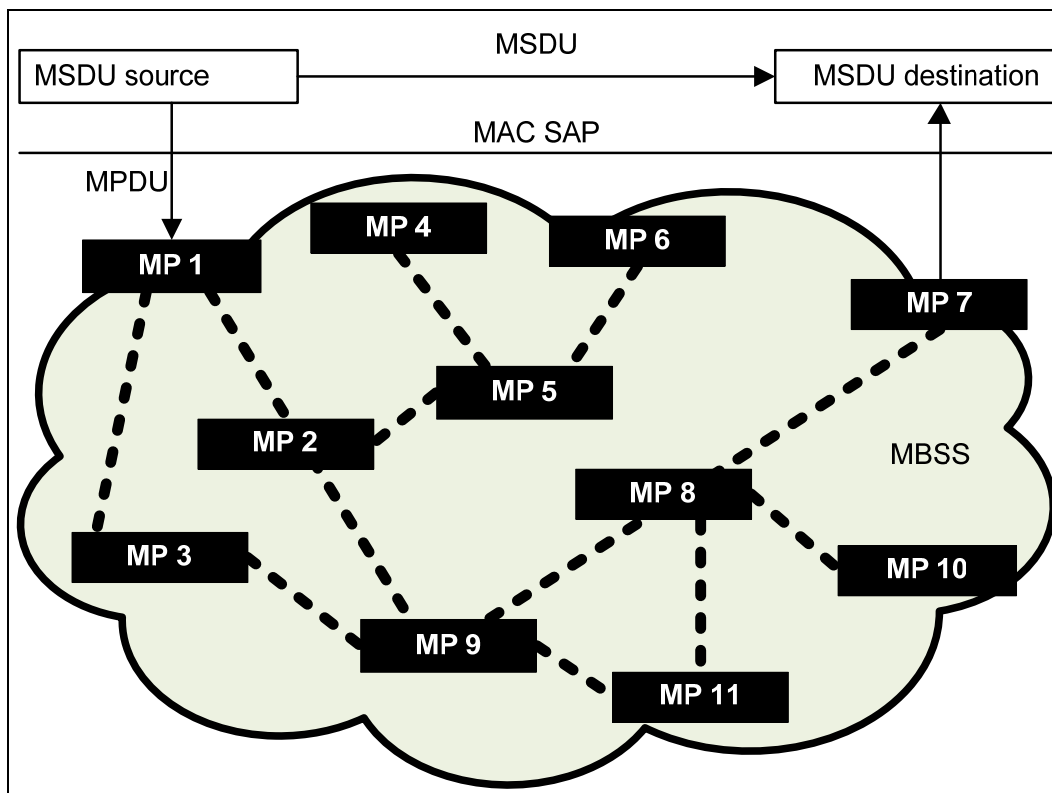 MSDU
MSDU source
MSDU destination
MAC SAP
MPDU
MP 4
MP 6
MP 1
MP 7
MP 5
MP 2
MBSS
MP 8
MP 3
MP 10
MP 9
MP 11